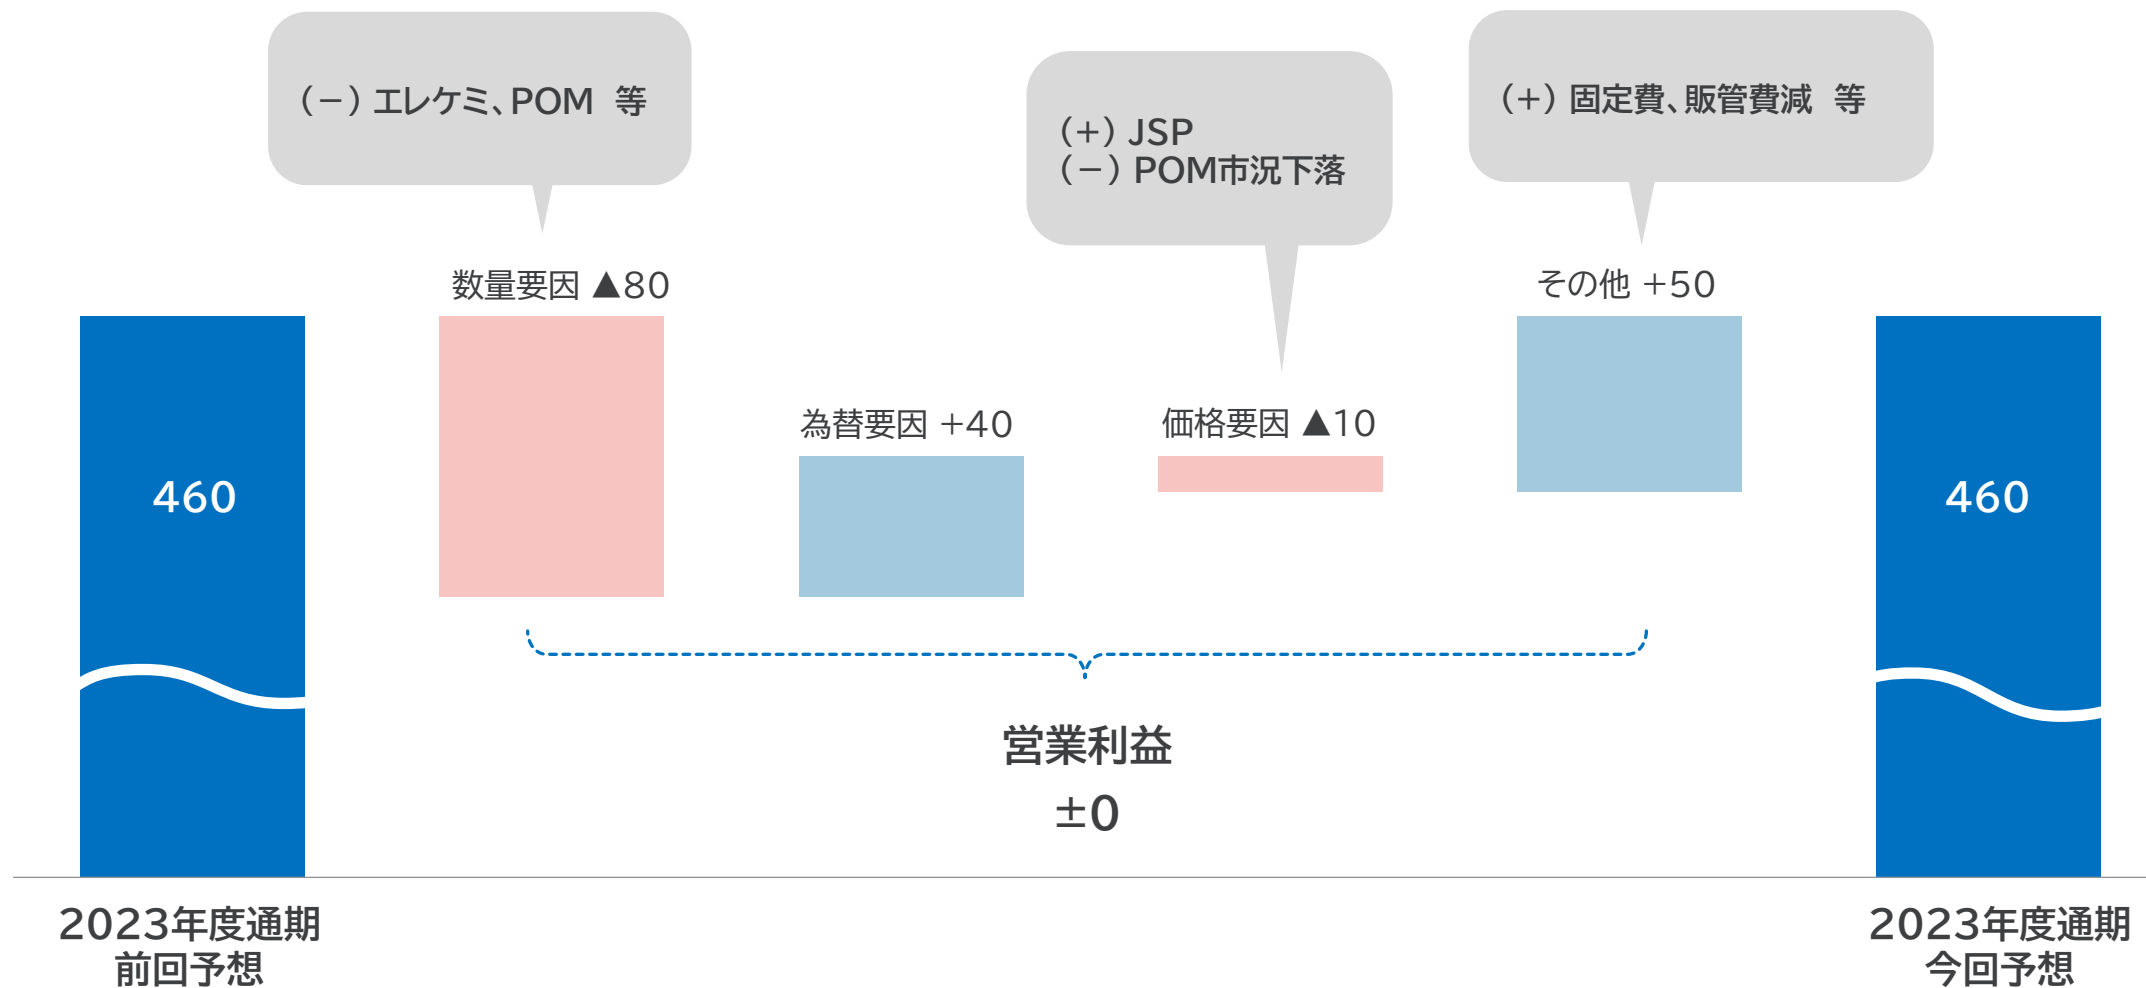 (－) エレケミ、POM 等
(+) JSP
(－) POM市況下落
(+) 固定費、販管費減 等
数量要因 ▲80
為替要因 +40
価格要因 ▲10
その他 +50
460
460
営業利益
±0
2023年度通期
前回予想
2023年度通期
今回予想